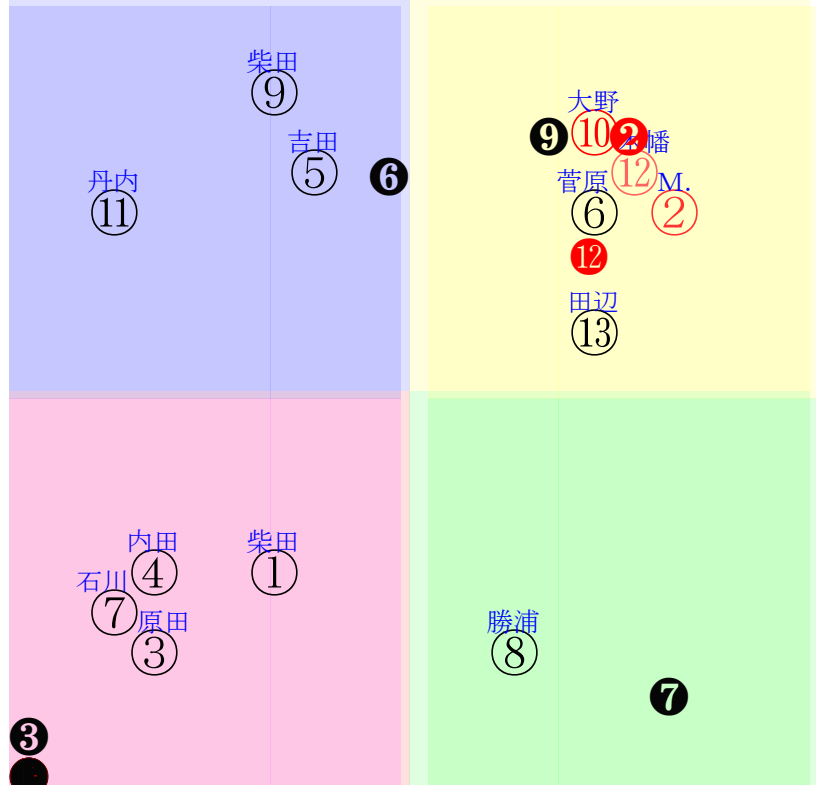 柴田
⑨
大野
❾ ⑩ ❷
幡
吉田
⑤
❻
⑫
丹内
⑪
菅原
⑥
M.
②
⓬
田辺
⑬
内田
④
柴田
①
石川
⑦
原田
③
勝浦
⑧
❼
❸